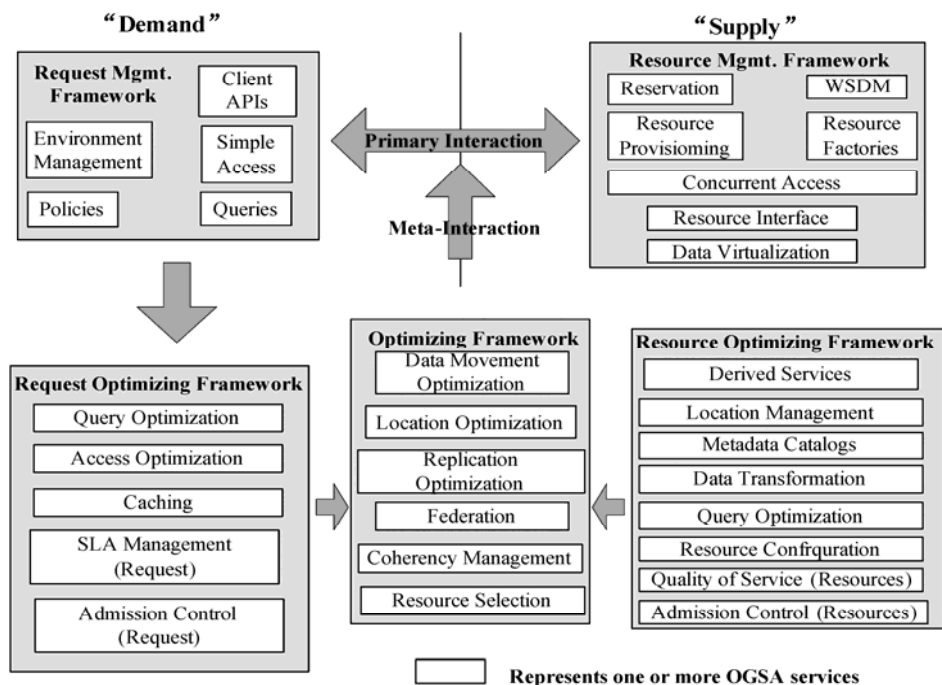 “Demand”
“Supply”
Request Mgmt.
Framework
Client
APIs
Environment
Management
Simple
Access
Policies
Queries
Primary Interaction
Meta-Interaction
Resource Mgmt. Framework
Reservation
WSDM
Resource
Provisioming
Resource
Factories
Concurrent Access
Resource Interface
Data Virtualization
Request Optimizing Framework
Query Optimization
Access Optimization
Caching
SLA Management
(Request)
Admission Control
(Request)
Optimizing Framework
Data Movement
Optimization
Location Optimization
Replication
Optimization
Federation
Coherency Management
Resource Selection
Resource Optimizing Framework
Derived Services
Location Management
Metadata Catalogs
Data Transformation
Query Optimization
Resource Confrquration
Quality of Service (Resources)
Admission Control (Resources)
Represents one or more OGSA services